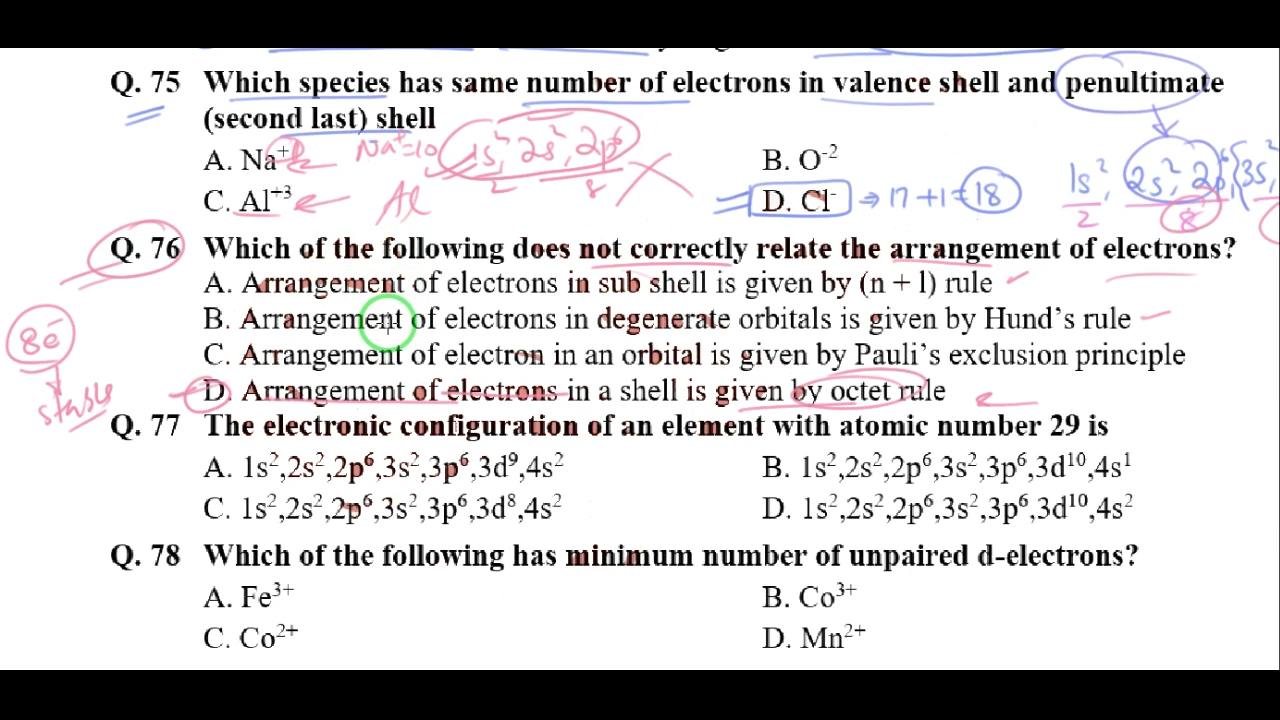 Q. 75 Which species has same number of electrons in valence shell and penultimate
(second last) shell
Na⁺=10 1s², 2s², 2p⁶
2 8
A. Na⁺ B. O⁻²
1s², 2s², 2p⁶, 3s²
2 8
C. Al⁺³ Al D. Cl⁻ → 17 +1 = 18
Q. 76 Which of the following does not correctly relate the arrangement of electrons?
A. Arrangement of electrons in sub shell is given by (n + l) rule
B. Arrangement of electrons in degenerate orbitals is given by Hund's rule
8e⁻
C. Arrangement of electron in an orbital is given by Pauli's exclusion principle
D. Arrangement of electrons in a shell is given by octet rule
stable
Q. 77 The electronic configuration of an element with atomic number 29 is
A. 1s²,2s²,2p⁶,3s²,3p⁶,3d⁹,4s² B. 1s²,2s²,2p⁶,3s²,3p⁶,3d¹⁰,4s¹
C. 1s²,2s²,2p⁶,3s²,3p⁶,3d⁸,4s² D. 1s²,2s²,2p⁶,3s²,3p⁶,3d¹⁰,4s²
Q. 78 Which of the following has minimum number of unpaired d-electrons?
A. Fe³⁺ B. Co³⁺
C. Co²⁺ D. Mn²⁺